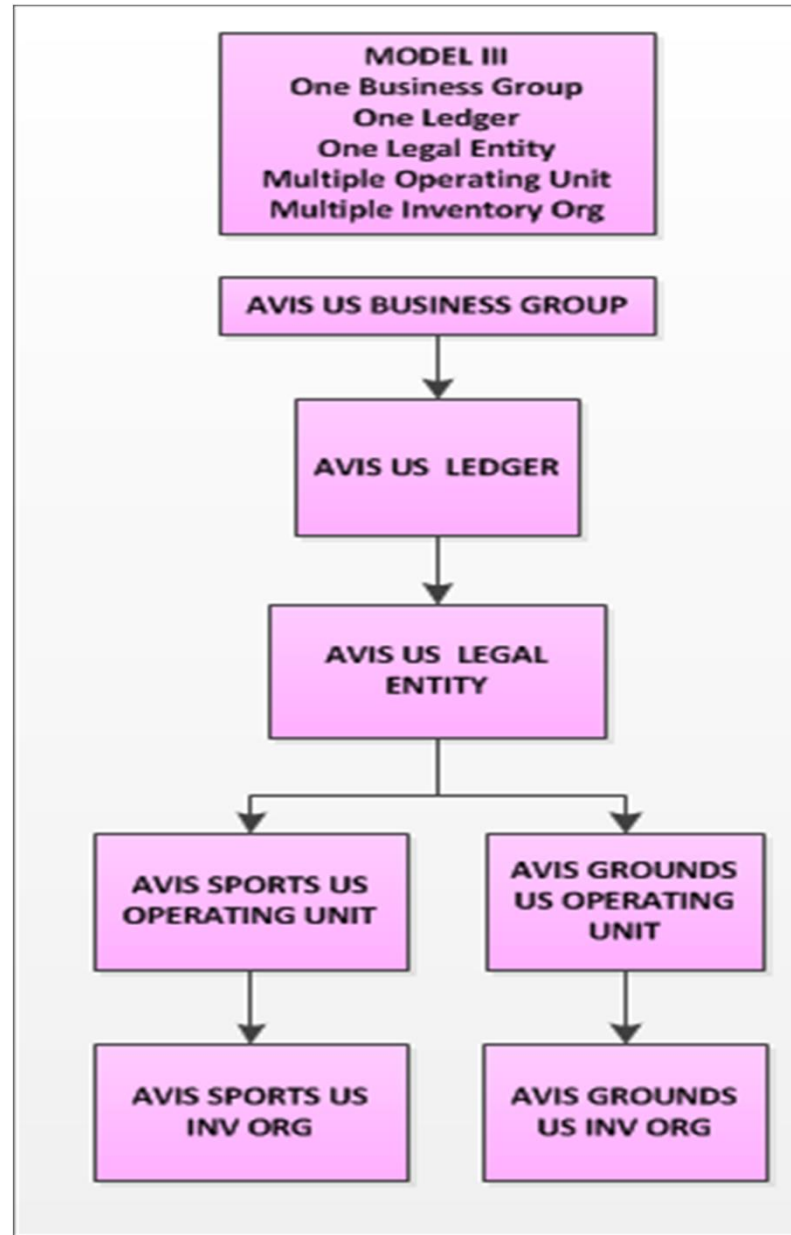 MODEL III
One Business Group
One Ledger
One Legal Entity
Multiple Operating Unit
Multiple Inventory Org
AVIS US BUSINESS GROUP
AVIS US LEDGER
AVIS US LEGAL
ENTITY
AVIS SPORTS US
OPERATING UNIT
AVIS GROUNDS
US OPERATING
UNIT
AVIS SPORTS US
INV ORG
AVIS GROUNDS
US INV ORG